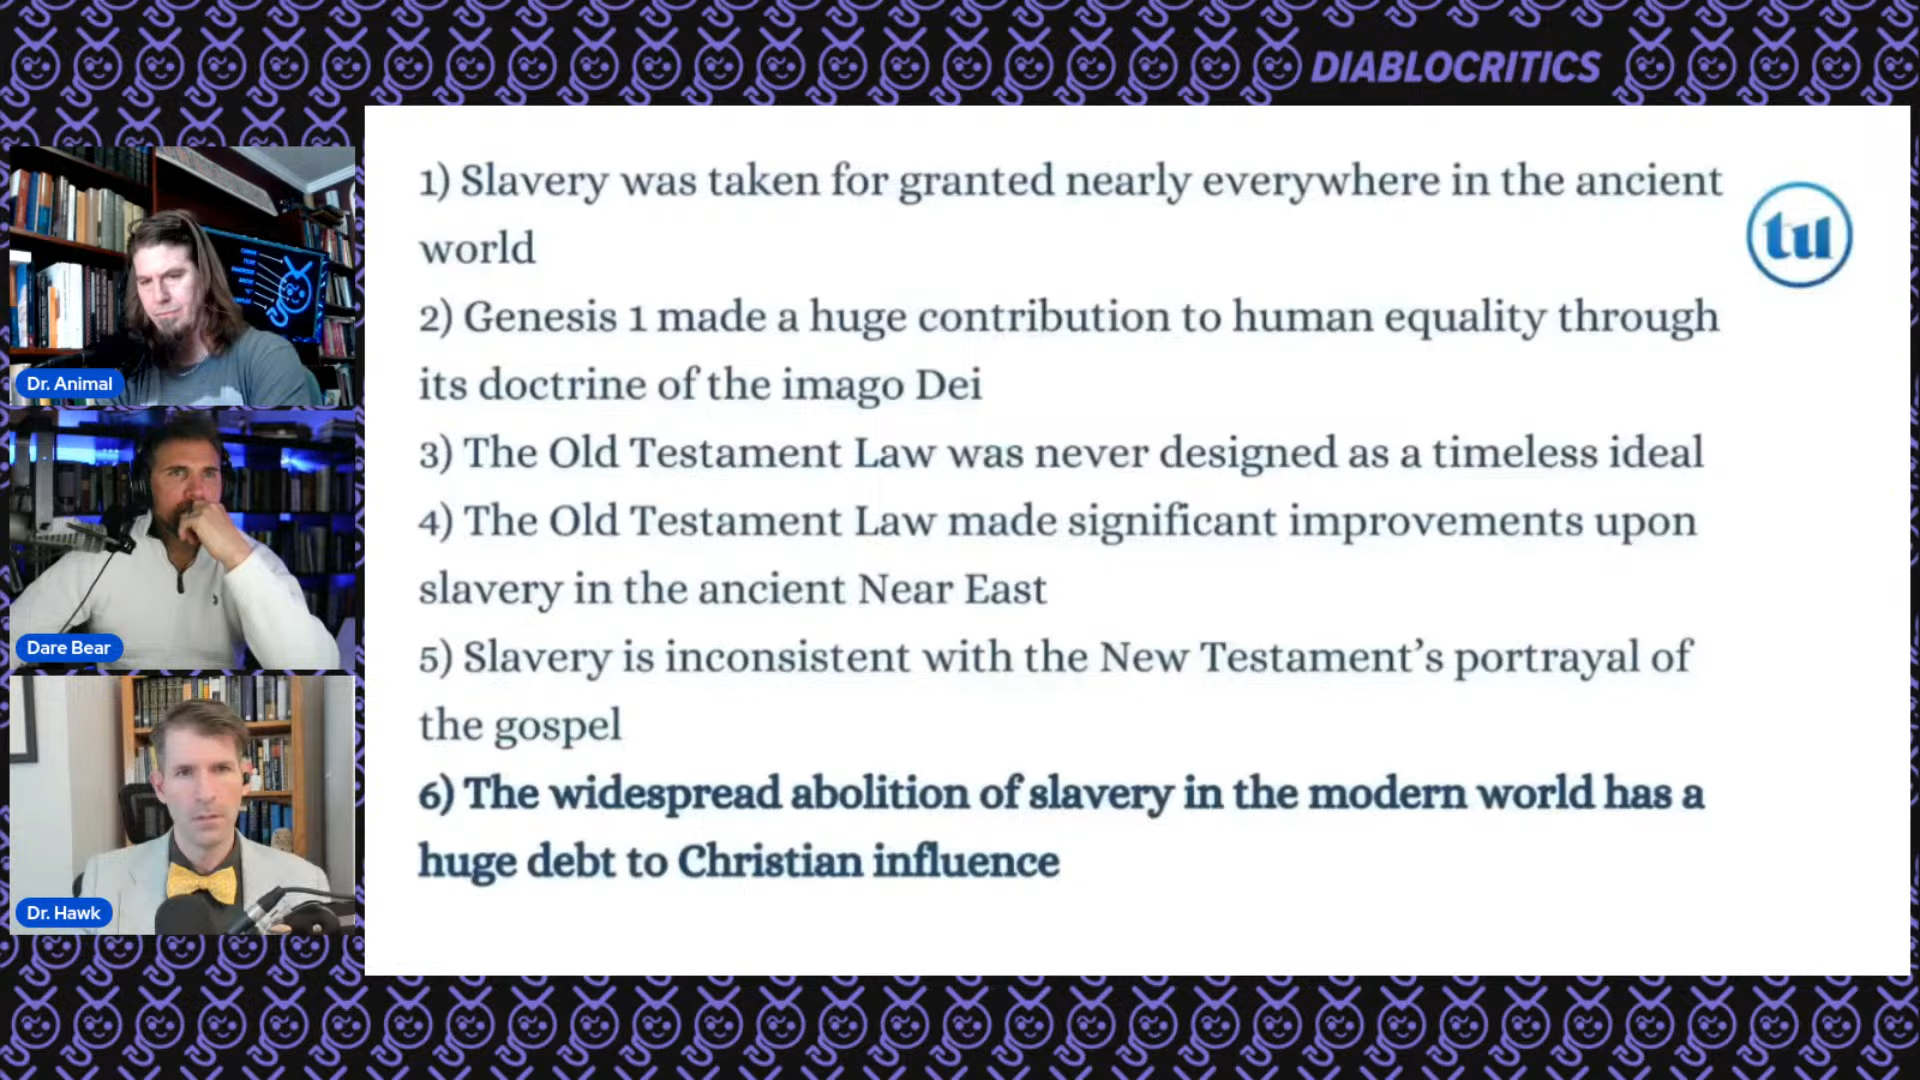 DIABLOCRITICS
1) Slavery was taken for granted nearly everywhere in the ancient
world
2) Genesis 1 made a huge contribution to human equality through
its doctrine of the imago Dei
3) The Old Testament Law was never designed as a timeless ideal
4) The Old Testament Law made significant improvements upon
slavery in the ancient Near East
5) Slavery is inconsistent with the New Testament's portrayal of
the gospel
6) The widespread abolition of slavery in the modern world has a
huge debt to Christian influence
tu
Dr. Animal
Dare Bear
Dr. Hawk